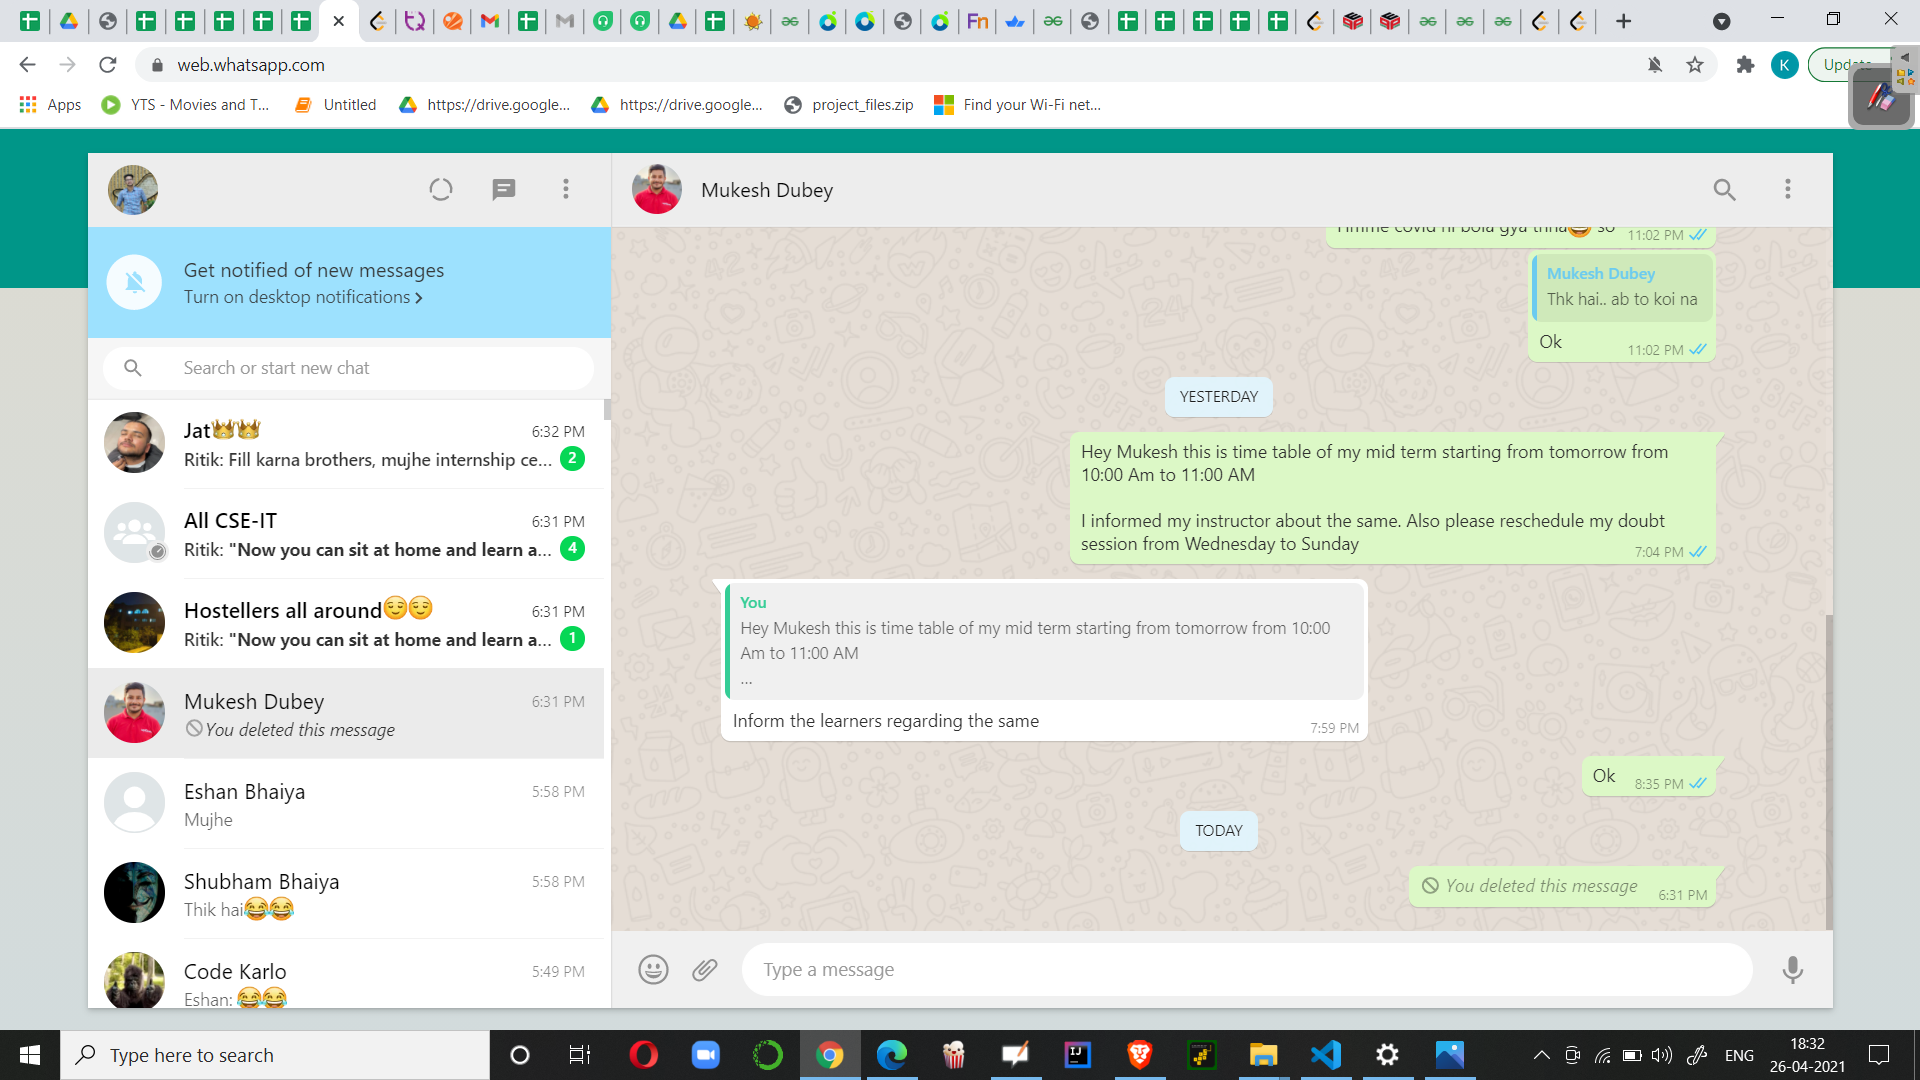 web.whatsapp.com
K
Update
Apps
YTS - Movies and T...
Untitled
https://drive.google...
https://drive.google...
project_files.zip
Find your Wi-Fi net...
Get notified of new messages
Turn on desktop notifications >
Search or start new chat
Jat👑👑
6:32 PM
Ritik: Fill karna brothers, mujhe internship ce...
2
All CSE-IT
6:31 PM
Ritik: "Now you can sit at home and learn a...
4
Hostellers all around😌😌
6:31 PM
Ritik: "Now you can sit at home and learn a...
1
Mukesh Dubey
6:31 PM
You deleted this message
Eshan Bhaiya
5:58 PM
Mujhe
Shubham Bhaiya
5:58 PM
Thik hai😂😂
Code Karlo
5:49 PM
Eshan: 😂😂
Mukesh Dubey
covid hi bola gya thha😅 so
11:02 PM
Mukesh Dubey
Thk hai.. ab to koi na
Ok
11:02 PM
YESTERDAY
Hey Mukesh this is time table of my mid term starting from tomorrow from
10:00 Am to 11:00 AM
I informed my instructor about the same. Also please reschedule my doubt
session from Wednesday to Sunday
7:04 PM
You
Hey Mukesh this is time table of my mid term starting from tomorrow from 10:00
Am to 11:00 AM
...
Inform the learners regarding the same
7:59 PM
Ok
8:35 PM
TODAY
You deleted this message
6:31 PM
Type a message
Type here to search
ENG
18:32
26-04-2021